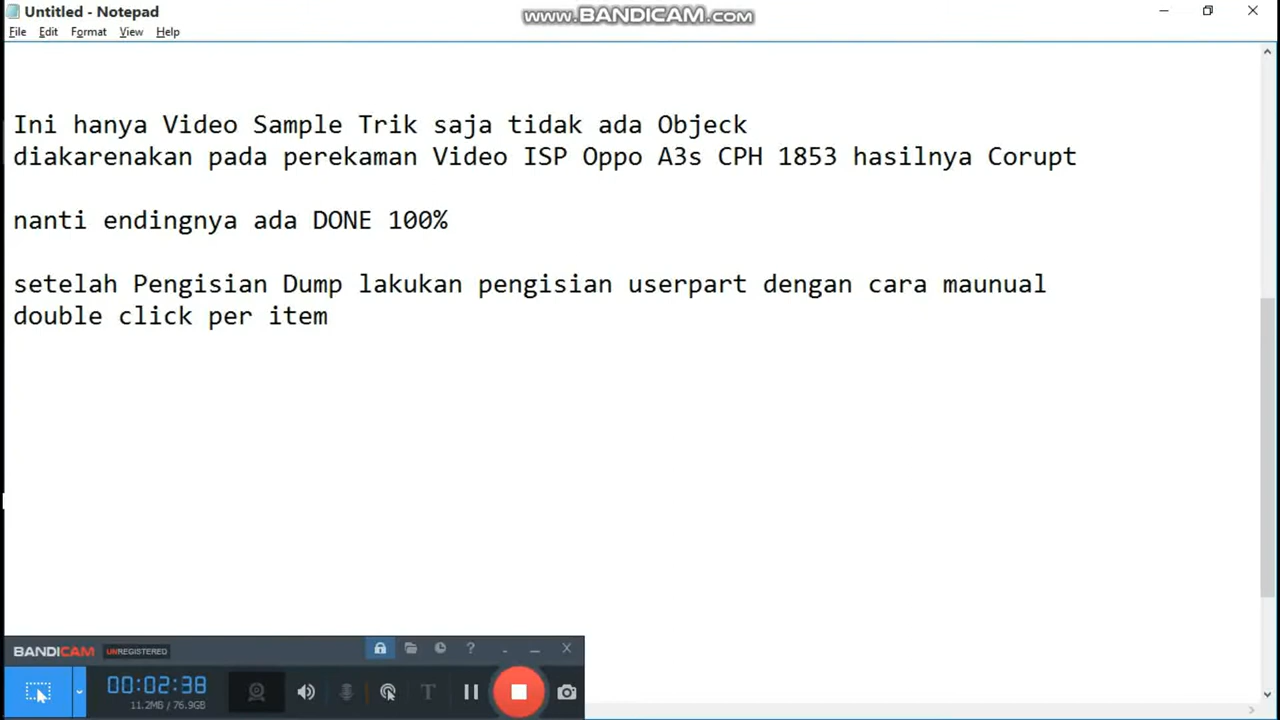 Untitled - Notepad
www.BANDICAM.com
File Edit Format View Help
Ini hanya Video Sample Trik saja tidak ada Objeck
diakarenakan pada perekaman Video ISP Oppo A3s CPH 1853 hasilnya Corupt
nanti endingnya ada DONE 100%
setelah Pengisian Dump lakukan pengisian userpart dengan cara maunual
double click per item
BANDICAM UNREGISTERED
00:02:38
11.2MB / 76.9GB